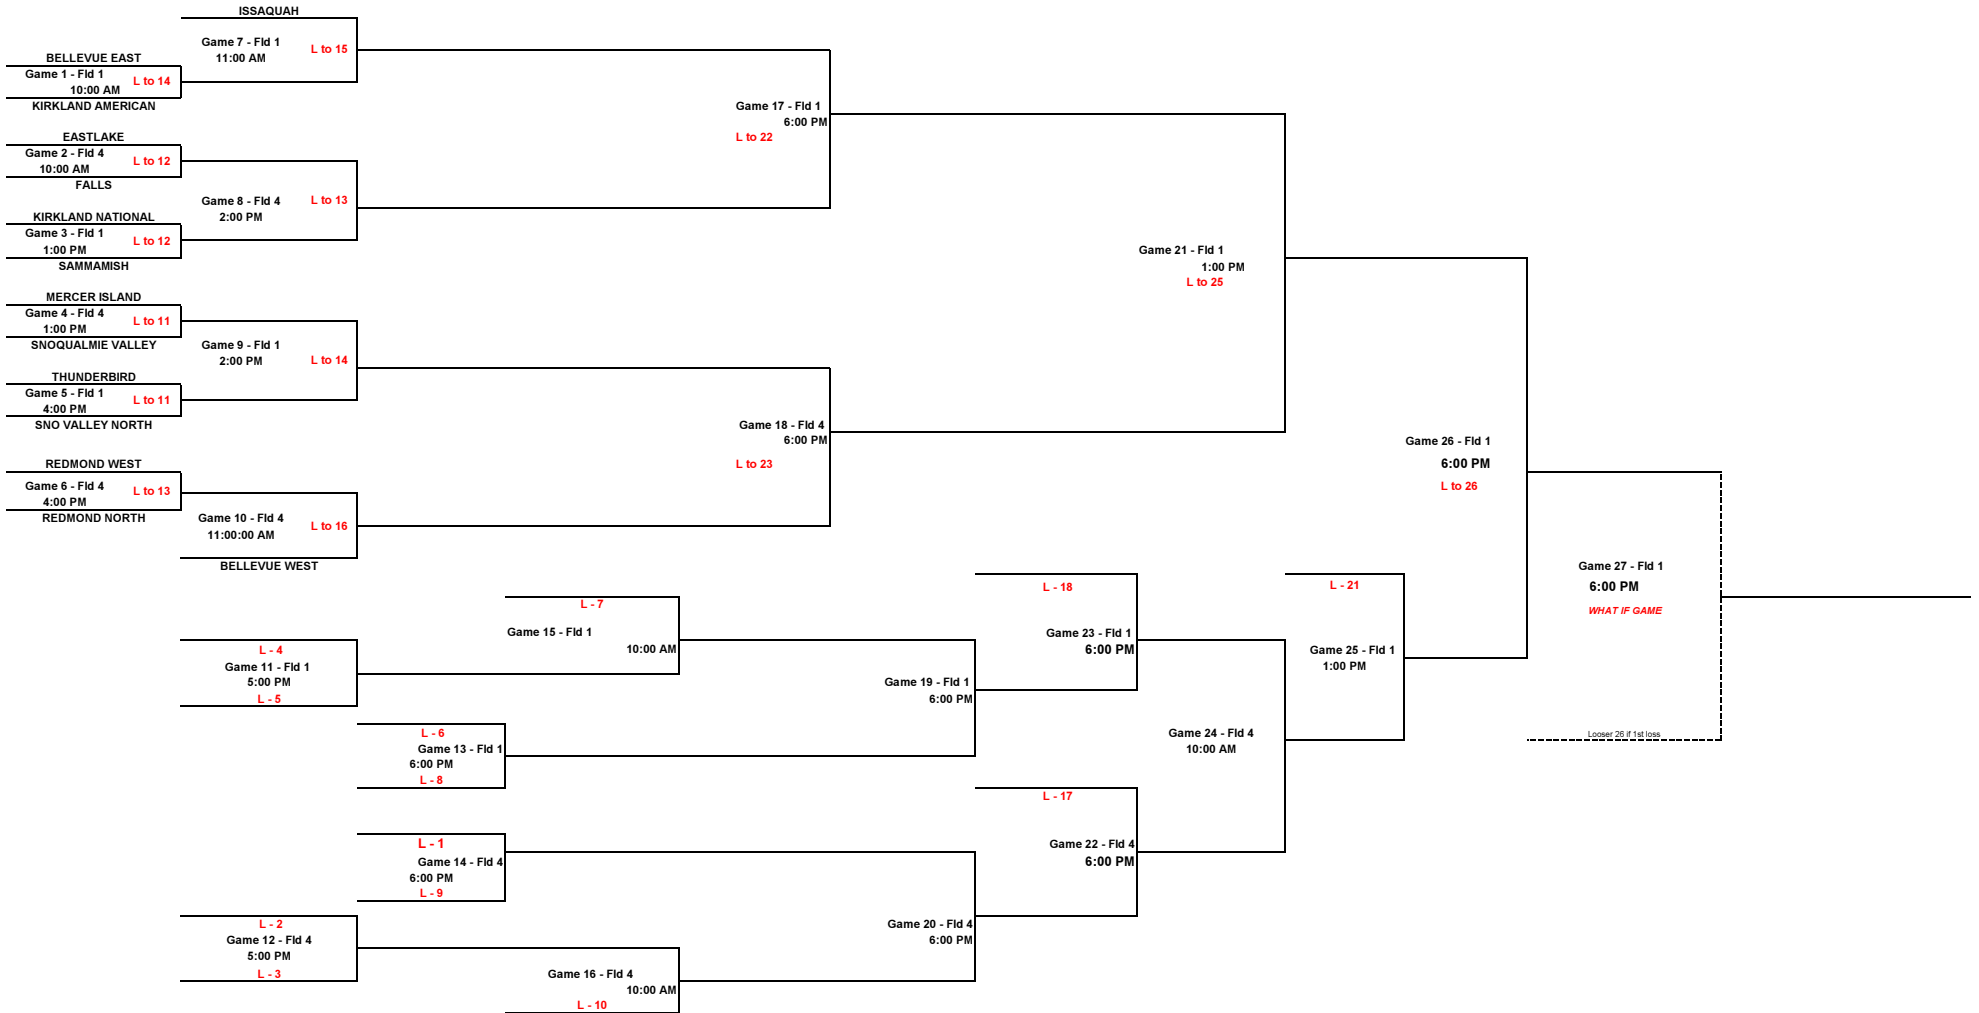 ISSAQUAH
Game 7 - Fld 1
L to 15
11:00 AM
BELLEVUE EAST
Game 1 - Fld 1
L to 14
10:00 AM
KIRKLAND AMERICAN
Game 17 - Fld 1
6:00 PM
L to 22
EASTLAKE
Game 2 - Fld 4
L to 12
10:00 AM
FALLS
Game 8 - Fld 4
L to 13
2:00 PM
KIRKLAND NATIONAL
Game 3 - Fld 1
L to 12
1:00 PM
SAMMAMISH
Game 21 - Fld 1
1:00 PM
L to 25
MERCER ISLAND
Game 4 - Fld 4
L to 11
1:00 PM
SNOQUALMIE VALLEY
Game 9 - Fld 1
2:00 PM
L to 14
THUNDERBIRD
Game 5 - Fld 1
L to 11
4:00 PM
SNO VALLEY NORTH
Game 18 - Fld 4
6:00 PM
L to 23
Game 26 - Fld 1
6:00 PM
L to 26
REDMOND WEST
Game 6 - Fld 4
L to 13
4:00 PM
REDMOND NORTH
Game 10 - Fld 4
L to 16
11:00:00 AM
BELLEVUE WEST
Game 27 - Fld 1
6:00 PM
WHAT IF GAME
L - 18
L - 21
L - 7
Game 15 - Fld 1
10:00 AM
Game 23 - Fld 1
6:00 PM
L - 4
Game 11 - Fld 1
5:00 PM
L - 5
Game 25 - Fld 1
1:00 PM
Game 19 - Fld 1
6:00 PM
L - 6
Game 13 - Fld 1
6:00 PM
L - 8
Game 24 - Fld 4
10:00 AM
Looser 26 if 1st loss
L - 17
L - 1
Game 14 - Fld 4
6:00 PM
L - 9
Game 22 - Fld 4
6:00 PM
L - 2
Game 12 - Fld 4
5:00 PM
L - 3
Game 20 - Fld 4
6:00 PM
Game 16 - Fld 4
10:00 AM
L - 10